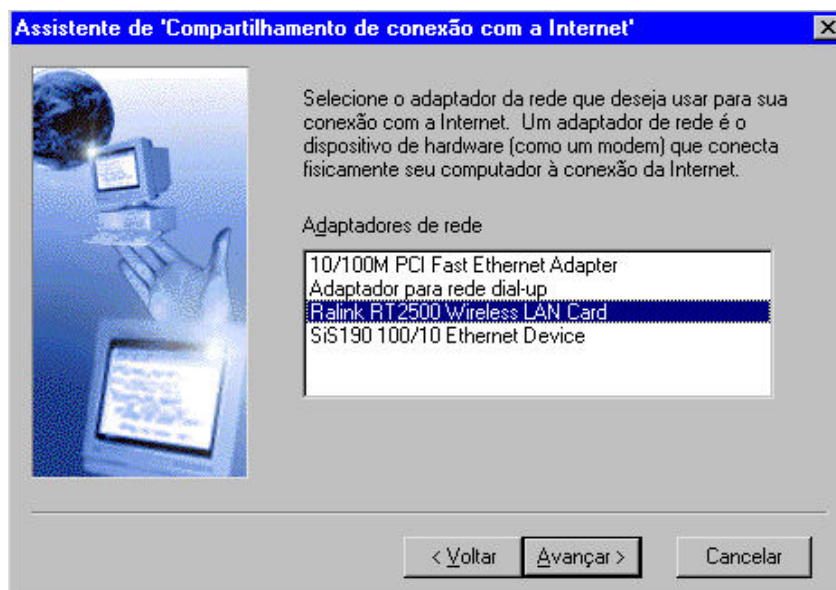 Assistente de 'Compartilhamento de conexão com a Internet'
Selecione o adaptador da rede que deseja usar para sua
conexão com a Internet. Um adaptador de rede é o
dispositivo de hardware (como um modem) que conecta
fisicamente seu computador à conexão da Internet.
Adaptadores de rede
10/100M PCI Fast Ethernet Adapter
Adaptador para rede dial-up
Ralink RT2500 Wireless LAN Card
SiS190 100/10 Ethernet Device
< Voltar
Avançar >
Cancelar